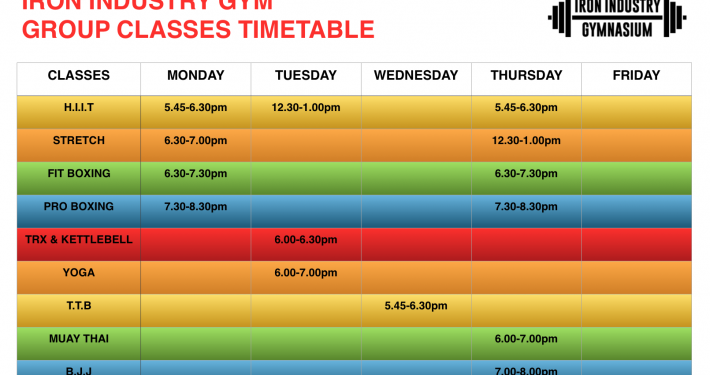 IRON INDUSTRY GYM
GROUP CLASSES TIMETABLE
IRON INDUSTRY
GYMNASIUM
CLASSES MONDAY TUESDAY WEDNESDAY THURSDAY FRIDAY
H.I.I.T 5.45-6.30pm 12.30-1.00pm 5.45-6.30pm
STRETCH 6.30-7.00pm 12.30-1.00pm
FIT BOXING 6.30-7.30pm 6.30-7.30pm
PRO BOXING 7.30-8.30pm 7.30-8.30pm
TRX & KETTLEBELL 6.00-6.30pm
YOGA 6.00-7.00pm
T.T.B 5.45-6.30pm
MUAY THAI 6.00-7.00pm
B.J.J 7.00-8.00pm